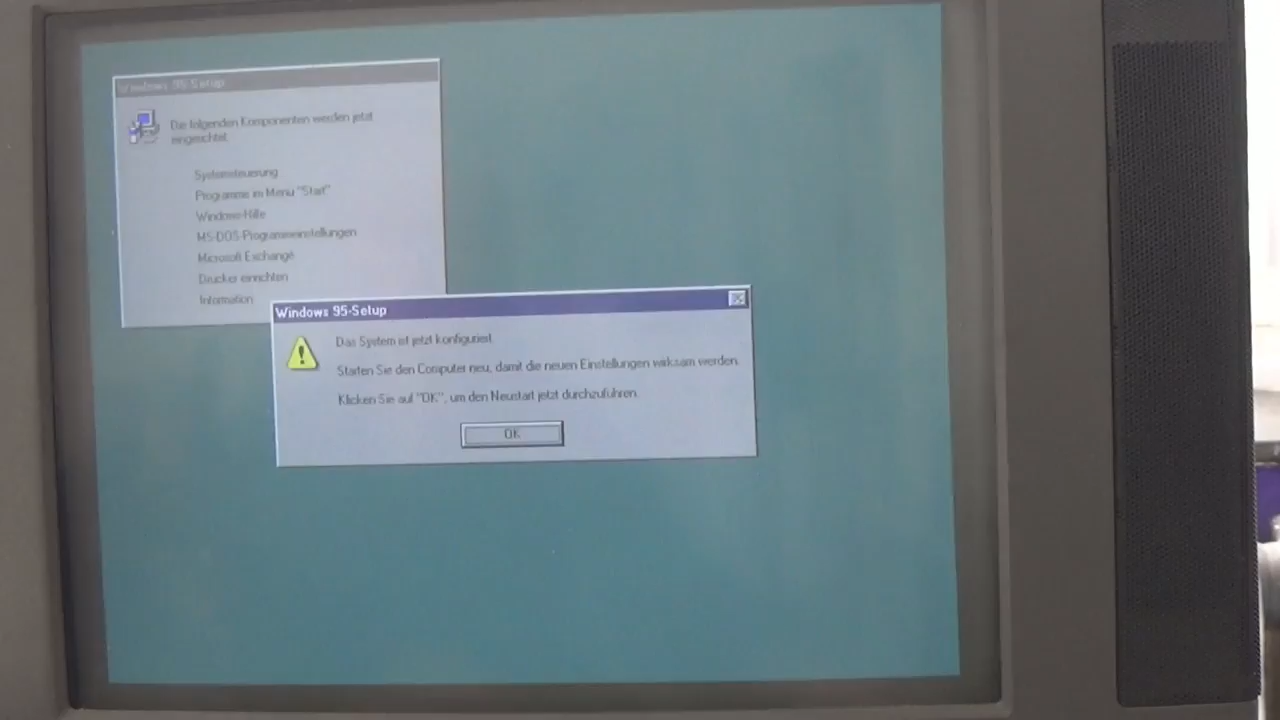 Windows 95-Setup
Die folgenden Komponenten werden jetzt
eingerichtet:
Systemsteuerung
Programme im Menü "Start"
Windows-Hilfe
MS-DOS-Programmeinstellungen
Microsoft Exchange
Drucker einrichten
Information
Windows 95-Setup
Das System ist jetzt konfiguriert.
Starten Sie den Computer neu, damit die neuen Einstellungen wirksam werden.
Klicken Sie auf "OK", um den Neustart jetzt durchzuführen.
OK